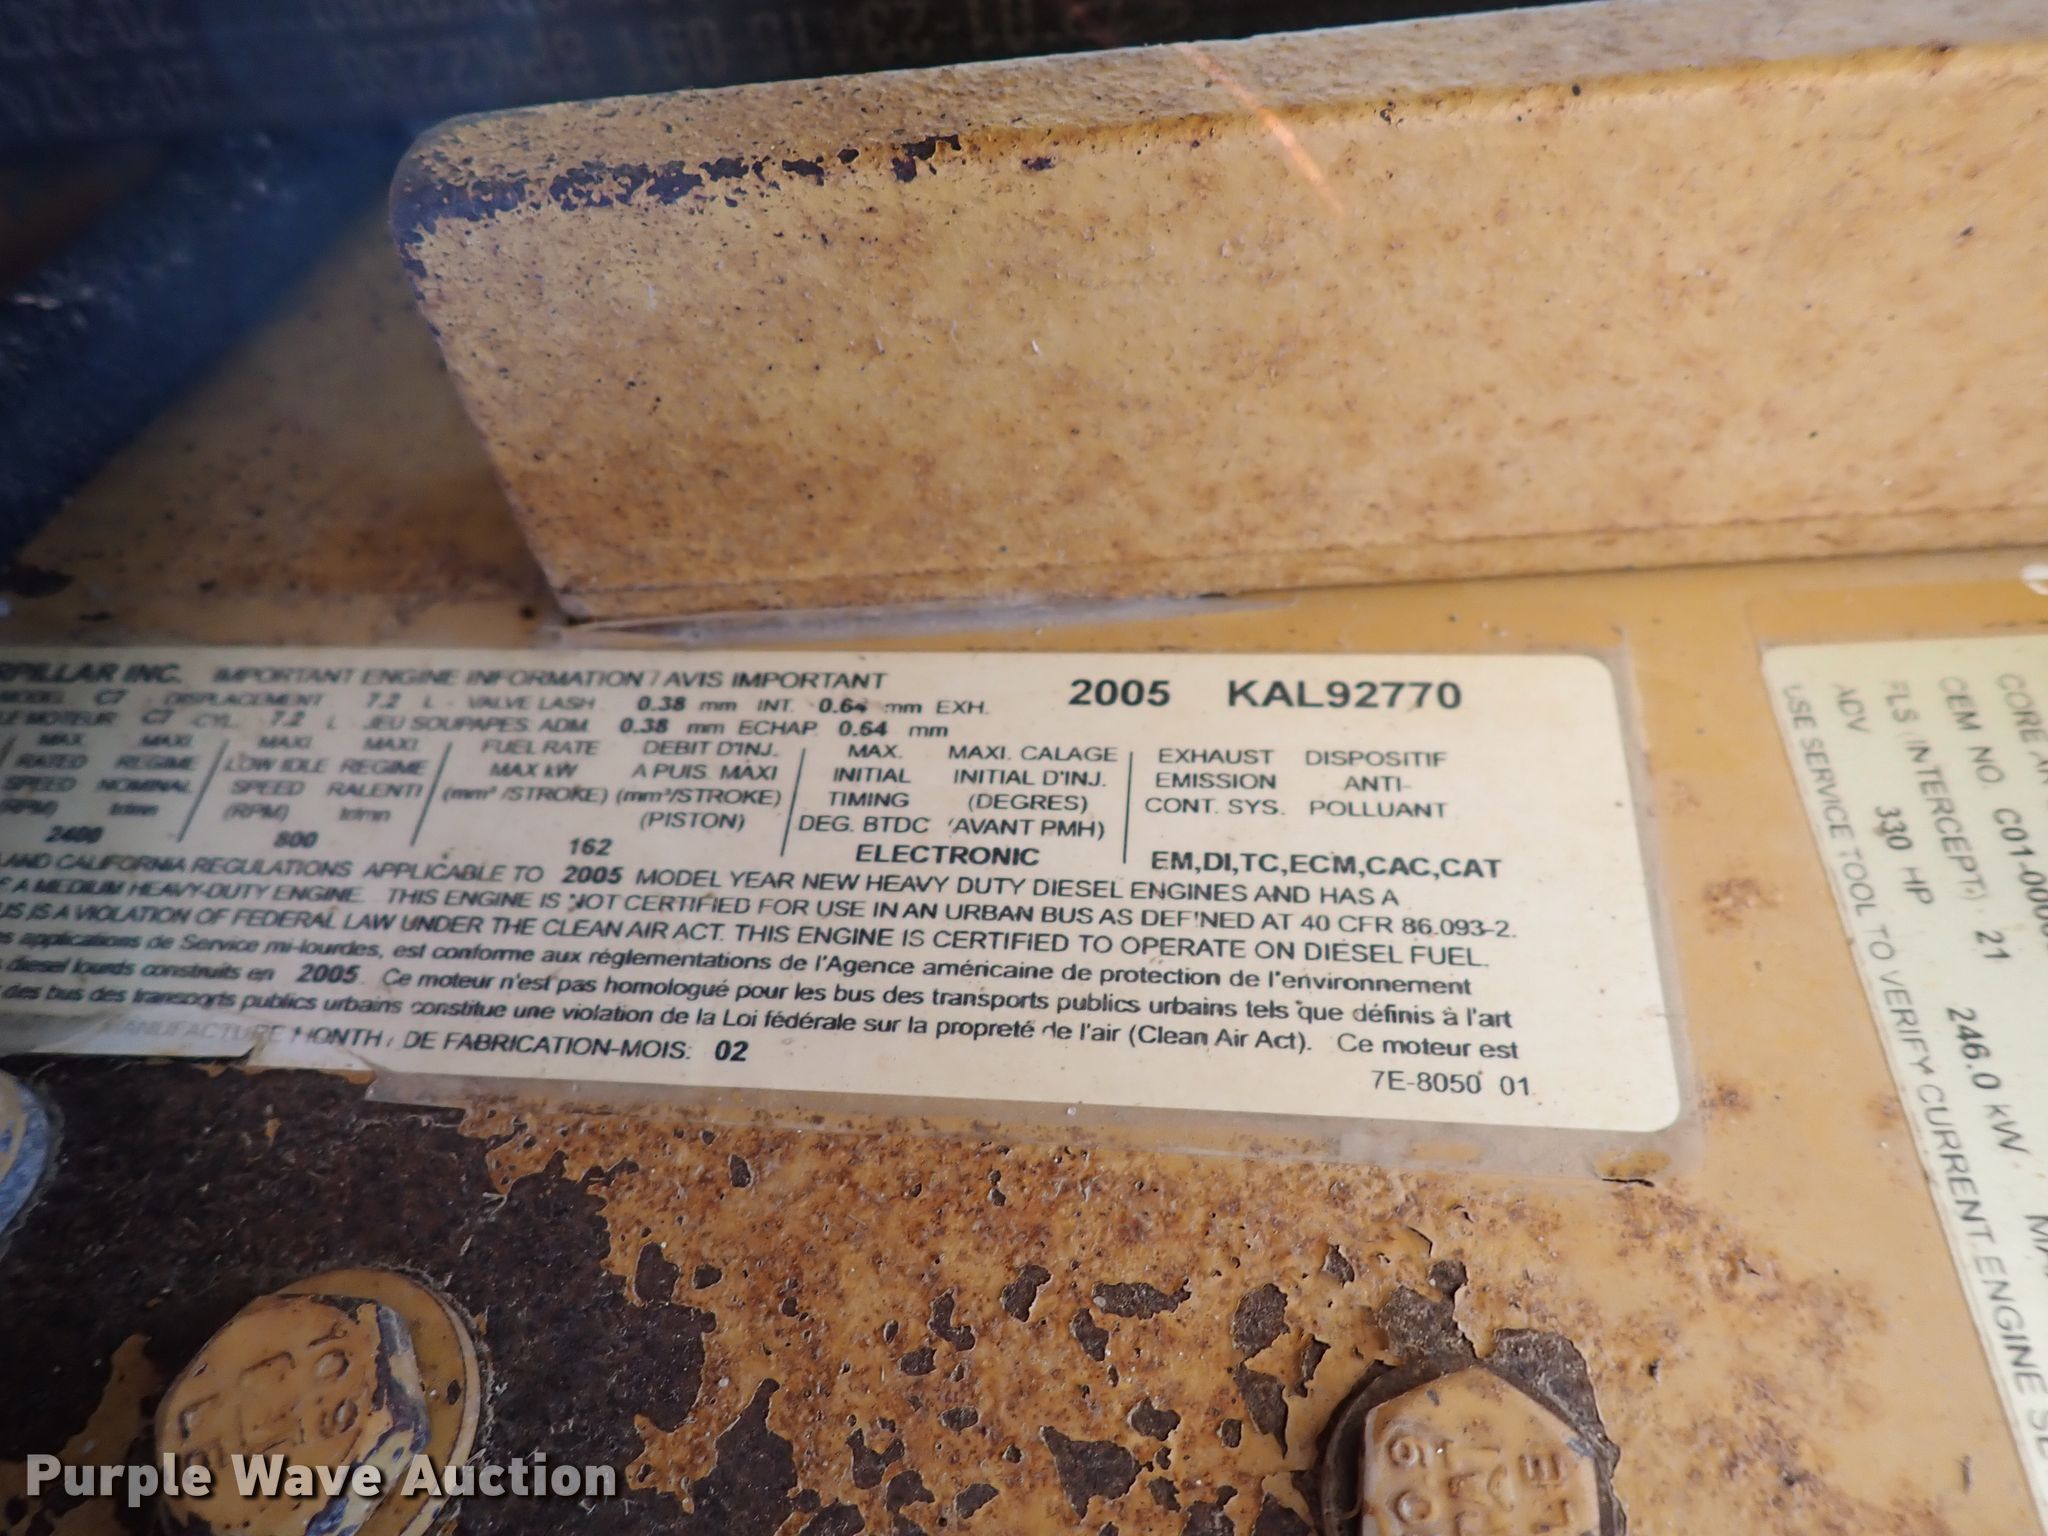 RPILLAR INC. IMPORTANT ENGINE INFORMATION / AVIS IMPORTANT 2005 KAL92770
MODEL C7 DISPLACEMENT 7.2 L - VALVE LASH 0.38 mm INT. 0.64 mm EXH.
LE MOTEUR C7 CYL. 7.2 L JEU SOUPAPES ADM. 0.38 mm ECHAP. 0.64 mm
MAX. MAXI. MAXI. MAXI. FUEL RATE DEBIT D'INJ. MAX. MAXI. CALAGE EXHAUST DISPOSITIF
RATED REGIME LOW IDLE REGIME MAX kW A PUIS. MAXI INITIAL INITIAL D'INJ. EMISSION ANTI-
SPEED NOMINAL SPEED RALENTI (mm³/STROKE) (mm³/STROKE) TIMING (DEGRES) CONT. SYS. POLLUANT
(RPM) tr/mn (RPM) tr/mn (PISTON) DEG. BTDC (AVANT PMH)
2400 800 162 ELECTRONIC EM,DI,TC,ECM,CAC,CAT
AND CALIFORNIA REGULATIONS APPLICABLE TO 2005 MODEL YEAR NEW HEAVY DUTY DIESEL ENGINES AND HAS A
A MEDIUM HEAVY-DUTY ENGINE. THIS ENGINE IS NOT CERTIFIED FOR USE IN AN URBAN BUS AS DEFINED AT 40 CFR 86.093-2.
US IS A VIOLATION OF FEDERAL LAW UNDER THE CLEAN AIR ACT. THIS ENGINE IS CERTIFIED TO OPERATE ON DIESEL FUEL.
es applications de Service mi-lourdes, est conforme aux réglementations de l'Agence américaine de protection de l'environnement
diesel lourds construits en 2005. Ce moteur n'est pas homologué pour les bus des transports publics urbains tels que définis à l'art
des bus des transports publics urbains constitue une violation de la Loi fédérale sur la propreté de l'air (Clean Air Act). Ce moteur est
MANUFACTURE MONTH / DE FABRICATION-MOIS: 02
7E-8050 01
CORE AR
CEM NO. C01-000
FLS (INTERCEPT) 21 246.0 kW
ADV 330 HP
USE SERVICE TOOL TO VERIFY CURRENT ENGINE SE
Purple Wave Auction